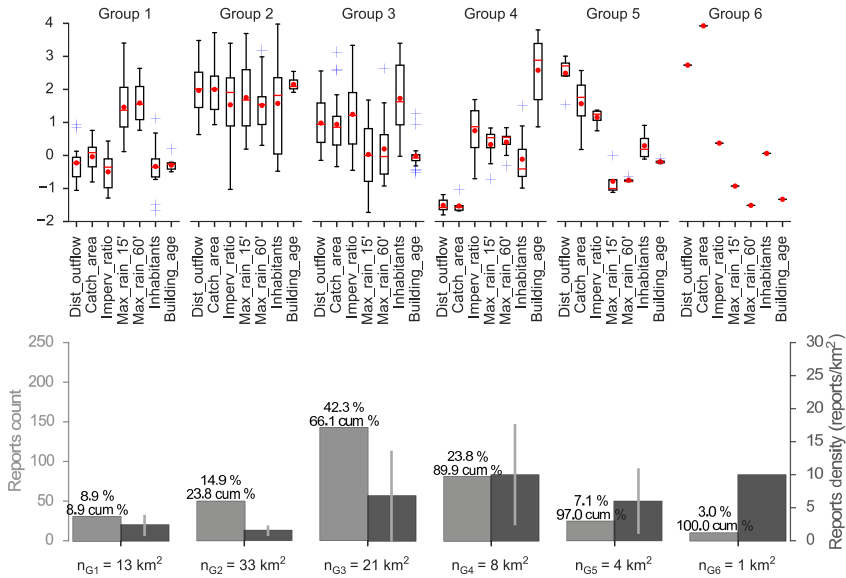 Group 1 Group 2 Group 3 Group 4 Group 5 Group 6
4
3
2
1
0
−1
−2
Dist_outflow Catch_area Imperv_ratio Max_rain_15' Max_rain_60' Inhabitants Building_age
Dist_outflow Catch_area Imperv_ratio Max_rain_15' Max_rain_60' Inhabitants Building_age
Dist_outflow Catch_area Imperv_ratio Max_rain_15' Max_rain_60' Inhabitants Building_age
Dist_outflow Catch_area Imperv_ratio Max_rain_15' Max_rain_60' Inhabitants Building_age
Dist_outflow Catch_area Imperv_ratio Max_rain_15' Max_rain_60' Inhabitants Building_age
Dist_outflow Catch_area Imperv_ratio Max_rain_15' Max_rain_60' Inhabitants Building_age
Reports count
250
200
150
100
50
0
8.9 %
8.9 cum %
14.9 %
23.8 cum %
42.3 %
66.1 cum %
23.8 %
89.9 cum %
7.1 %
97.0 cum %
3.0 %
100.0 cum %
30
25
20
15
10
5
0
Reports density (reports/km²)
nG1 = 13 km² nG2 = 33 km² nG3 = 21 km² nG4 = 8 km² nG5 = 4 km² nG6 = 1 km²